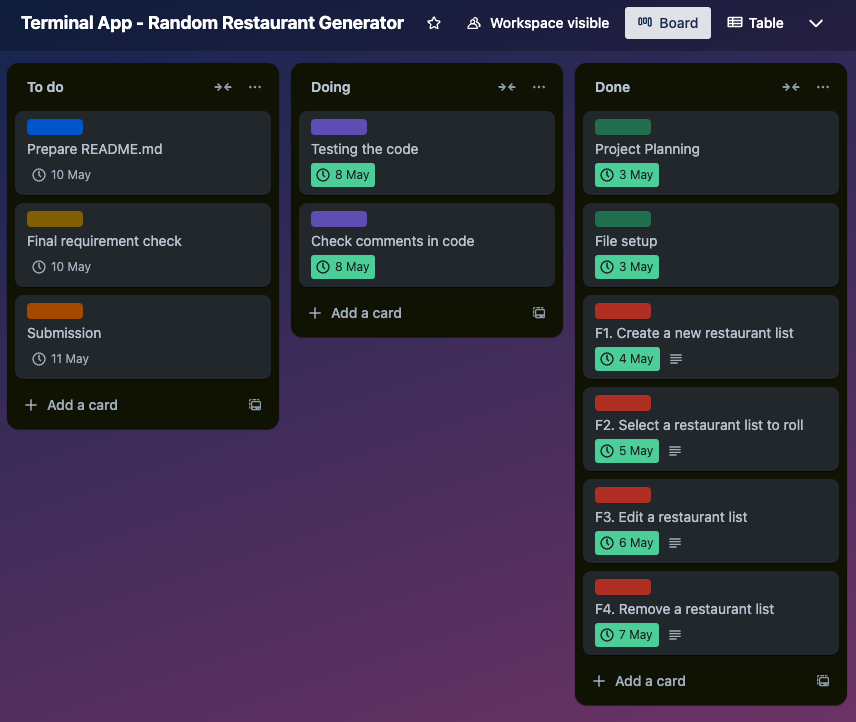 Terminal App - Random Restaurant Generator
Workspace visible
Board
Table
To do
Prepare README.md
10 May
Final requirement check
10 May
Submission
11 May
Add a card
Doing
Testing the code
8 May
Check comments in code
8 May
Add a card
Done
Project Planning
3 May
File setup
3 May
F1. Create a new restaurant list
4 May
F2. Select a restaurant list to roll
5 May
F3. Edit a restaurant list
6 May
F4. Remove a restaurant list
7 May
Add a card